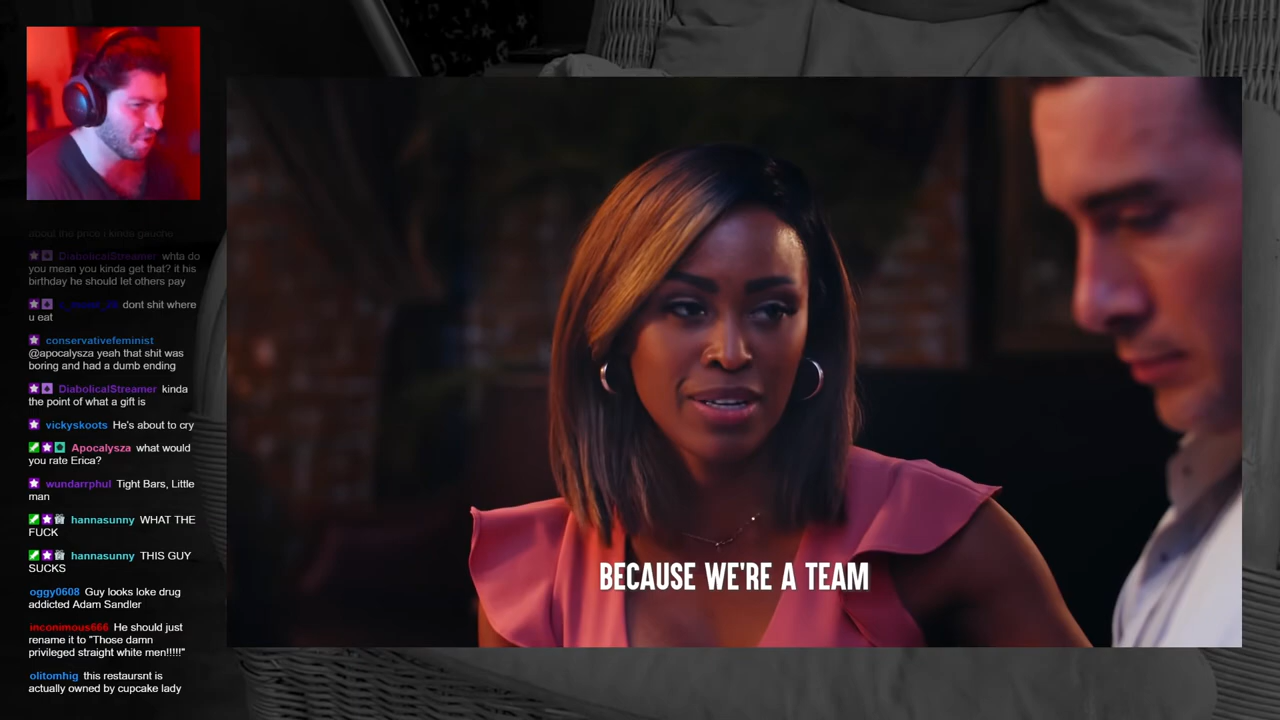 about the price i kinda gauche
DiabolicalStreamer whta do
you mean you kinda get that? it his
birthday he should let others pay
dont shit where
u eat
conservativefeminist
@apocalysza yeah that shit was
boring and had a dumb ending
DiabolicalStreamer kinda
the point of what a gift is
vickyskoots He's about to cry
Apocalysza what would
you rate Erica?
wundarrphul Tight Bars, Little
man
hannasunny WHAT THE
FUCK
hannasunny THIS GUY
SUCKS
oggy0608 Guy looks loke drug
addicted Adam Sandler
inconimous666 He should just
rename it to "Those damn
privileged straight white men!!!!!"
olitomhig this restaursnt is
actually owned by cupcake lady
BECAUSE WE'RE A TEAM